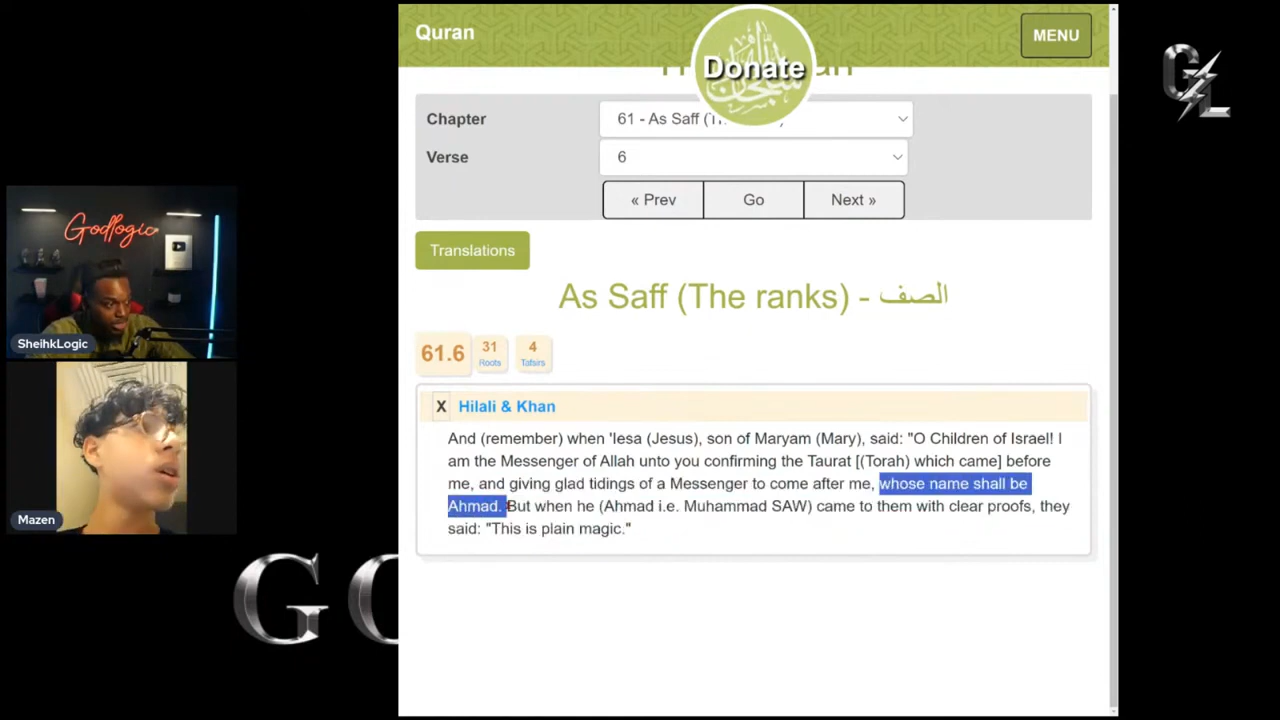 Quran
Donate
MENU
Chapter
61 - As Saff
Verse
6
« Prev
Go
Next »
Translations
As Saff (The ranks) - الصف
61.6
31
Roots
4
Tafsirs
X
Hilali & Khan
And (remember) when 'Iesa (Jesus), son of Maryam (Mary), said: "O Children of Israel! I
am the Messenger of Allah unto you confirming the Taurat [(Torah) which came] before
me, and giving glad tidings of a Messenger to come after me, whose name shall be
Ahmad. But when he (Ahmad i.e. Muhammad SAW) came to them with clear proofs, they
said: "This is plain magic."
Godlogic
SheihkLogic
Mazen
GL
GO